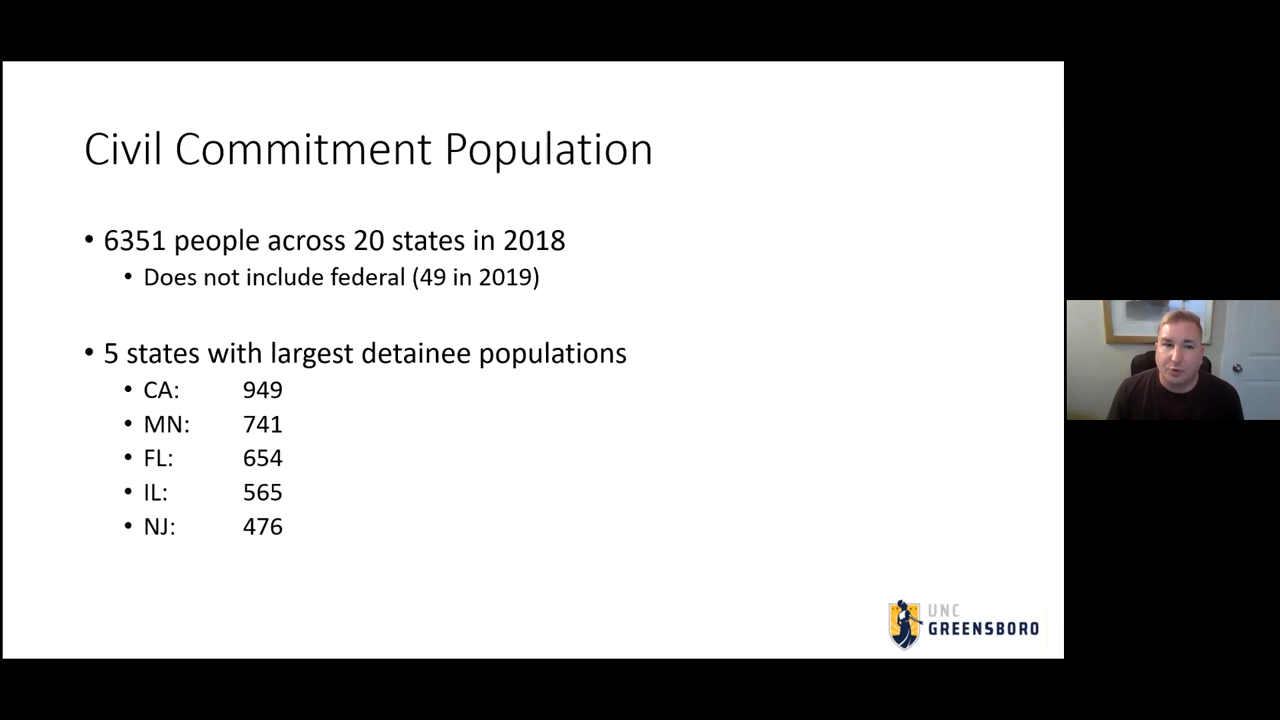 Civil Commitment Population
• 6351 people across 20 states in 2018
• Does not include federal (49 in 2019)
• 5 states with largest detainee populations
• CA: 949
• MN: 741
• FL: 654
• IL: 565
• NJ: 476
UNC
GREENSBORO